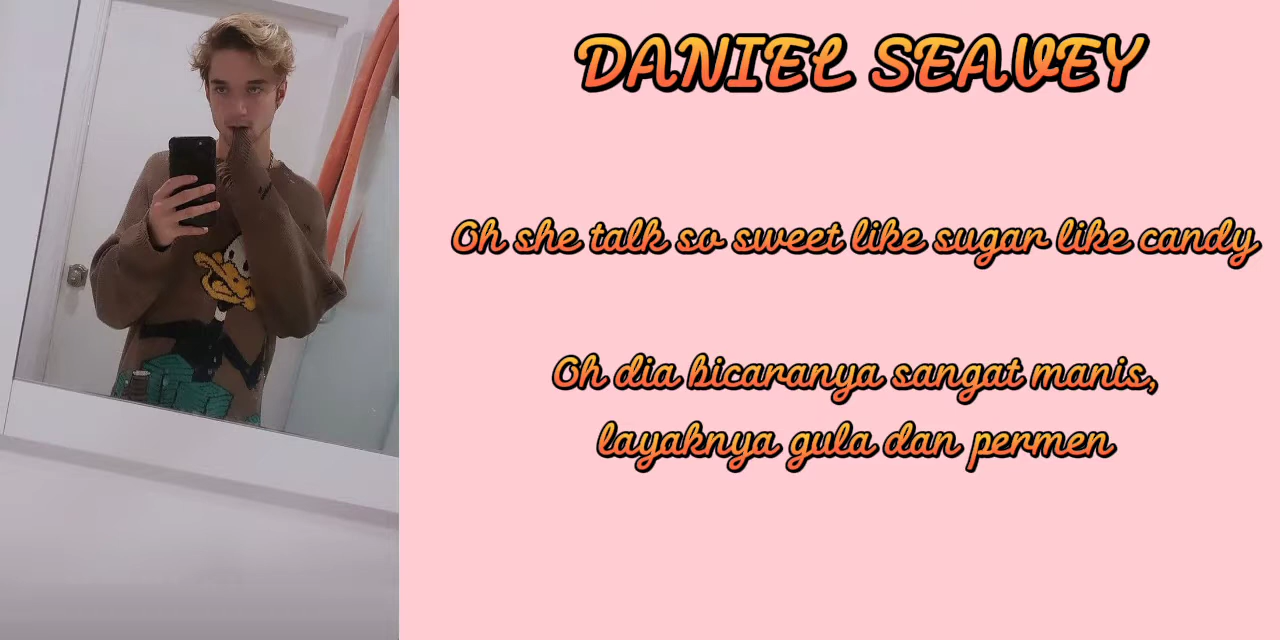 DANIEL SEAVEY
Oh she talk so sweet like sugar like candy
Oh dia bicaranya sangat manis,
layaknya gula dan permen